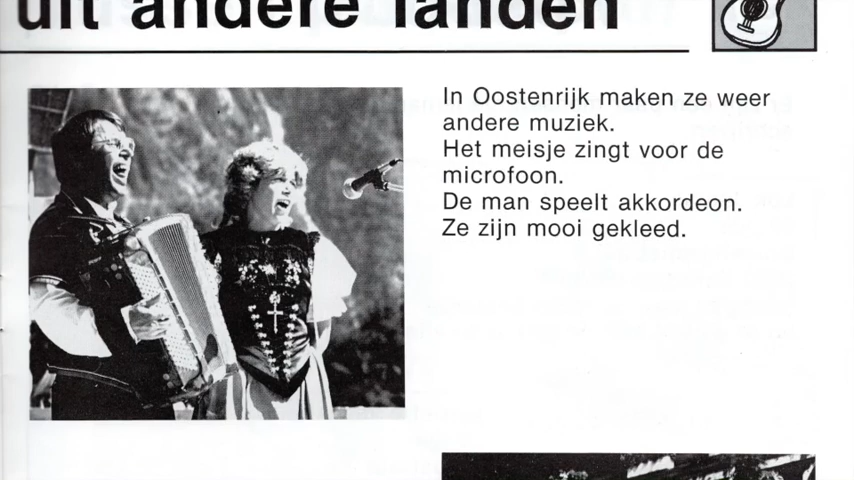 uit andere landen
In Oostenrijk maken ze weer
andere muziek.
Het meisje zingt voor de
microfoon.
De man speelt akkordeon.
Ze zijn mooi gekleed.